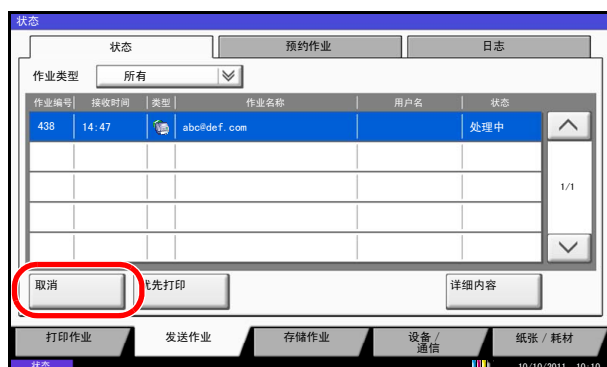 状态
状态 预约作业 日志
作业类型 所有
作业编号 接收时间 类型 作业名称 用户名 状态
438 14:47 abc@def.com 处理中
1/1
取消 优先打印 详细内容
打印作业 发送作业 存储作业 设备 / 通信 纸张 / 耗材
状态 10/10/2011 10:10